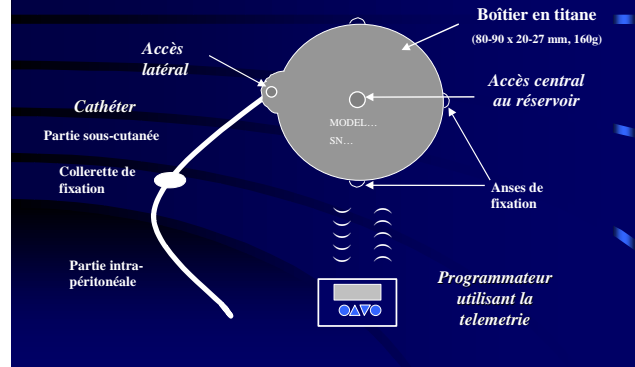 Boîtier en titane
(80-90 x 20-27 mm, 160g)
Accès
latéral
Accès central
au réservoir
Cathéter
Partie sous-cutanée
MODEL…
SN…
Collerette de
fixation
Anses de
fixation
Partie intra-
péritonéale
Programmateur
utilisant la
telemetrie